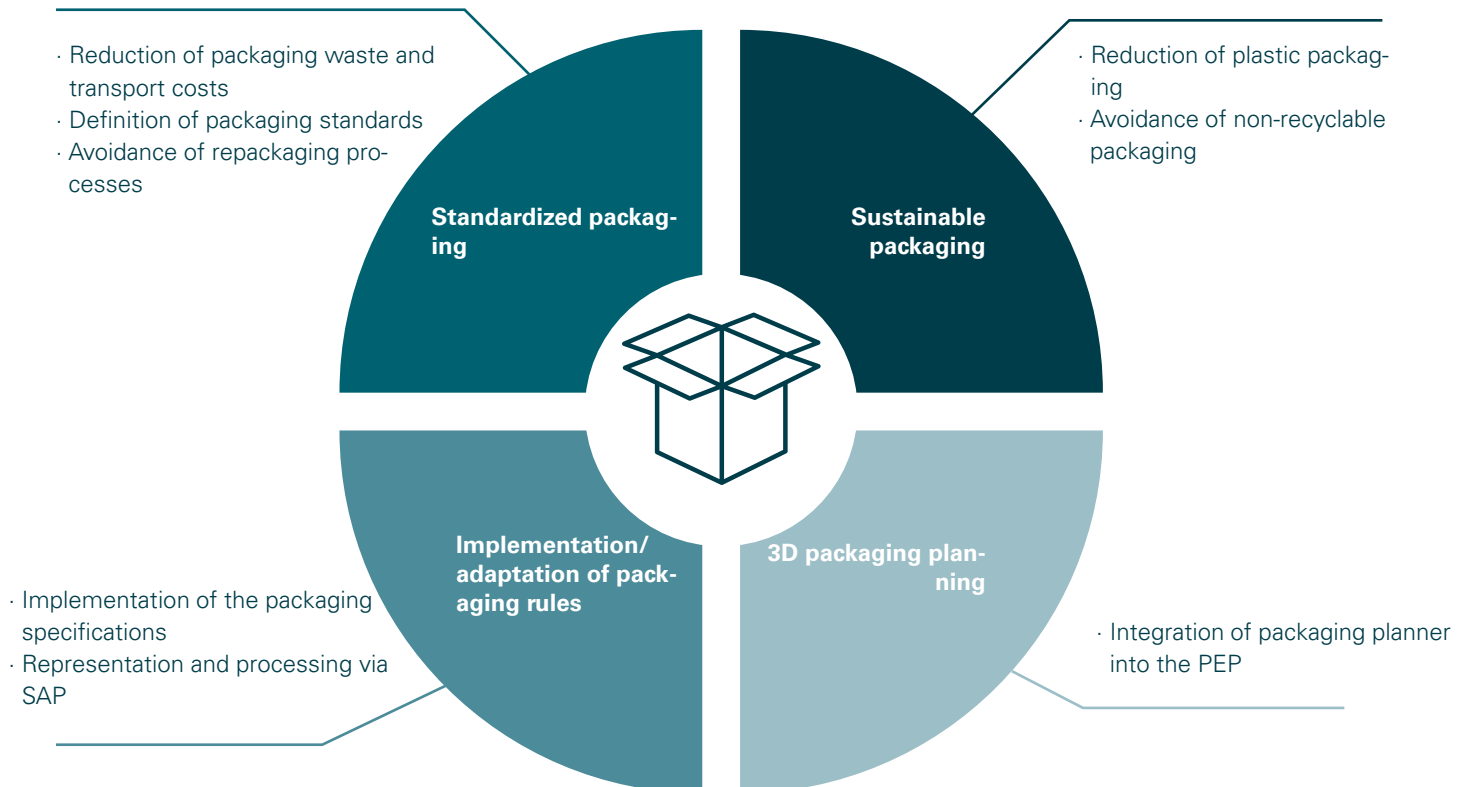 · Reduction of packaging waste and
transport costs
· Definition of packaging standards
· Avoidance of repackaging pro-
cesses
Standardized packag-
ing
· Reduction of plastic packag-
ing
· Avoidance of non-recyclable
packaging
Sustainable
packaging
Implementation/
adaptation of pack-
aging rules
· Implementation of the packaging
specifications
· Representation and processing via
SAP
3D packaging plan-
ning
· Integration of packaging planner
into the PEP